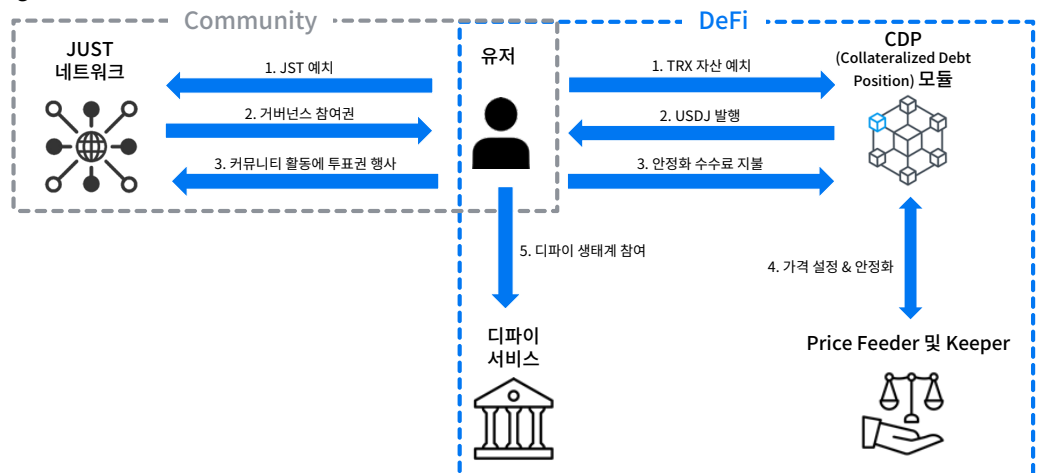 Community
DeFi
JUST
네트워크
유저
CDP
(Collateralized Debt
Position) 모듈
1. JST 예치
2. 거버넌스 참여권
3. 커뮤니티 활동에 투표권 행사
1. TRX 자산 예치
2. USDJ 발행
3. 안정화 수수료 지불
5. 디파이 생태계 참여
4. 가격 설정 & 안정화
디파이
서비스
Price Feeder 및 Keeper